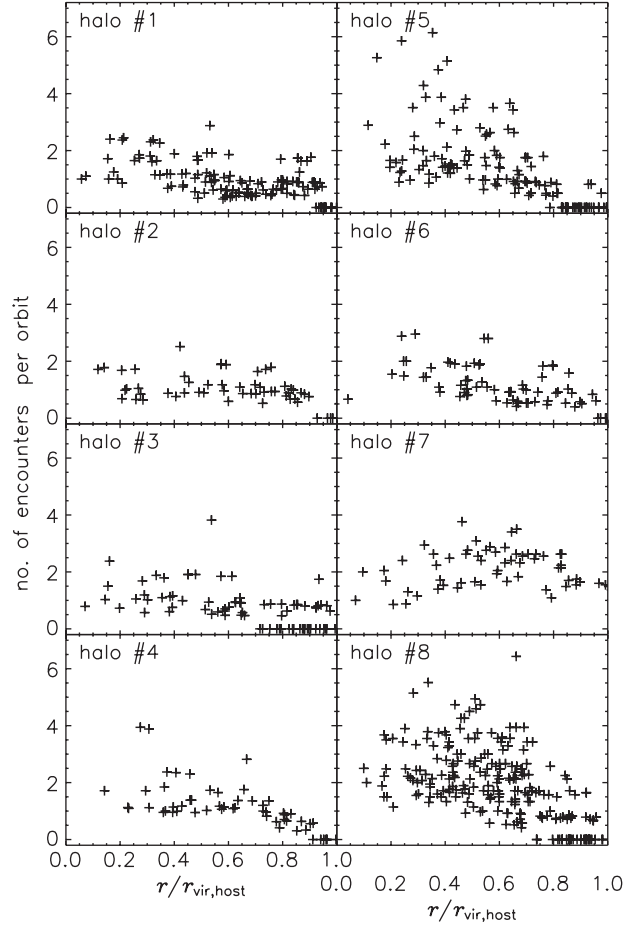 halo #1
halo #5
6
4
2
0
halo #2
halo #6
6
4
2
0
no. of encounters per orbit
halo #3
halo #7
6
4
2
0
halo #4
halo #8
6
4
2
0
0.0 0.2 0.4 0.6 0.8 1.0 0.2 0.4 0.6 0.8 1.0
r/r_vir,host r/r_vir,host